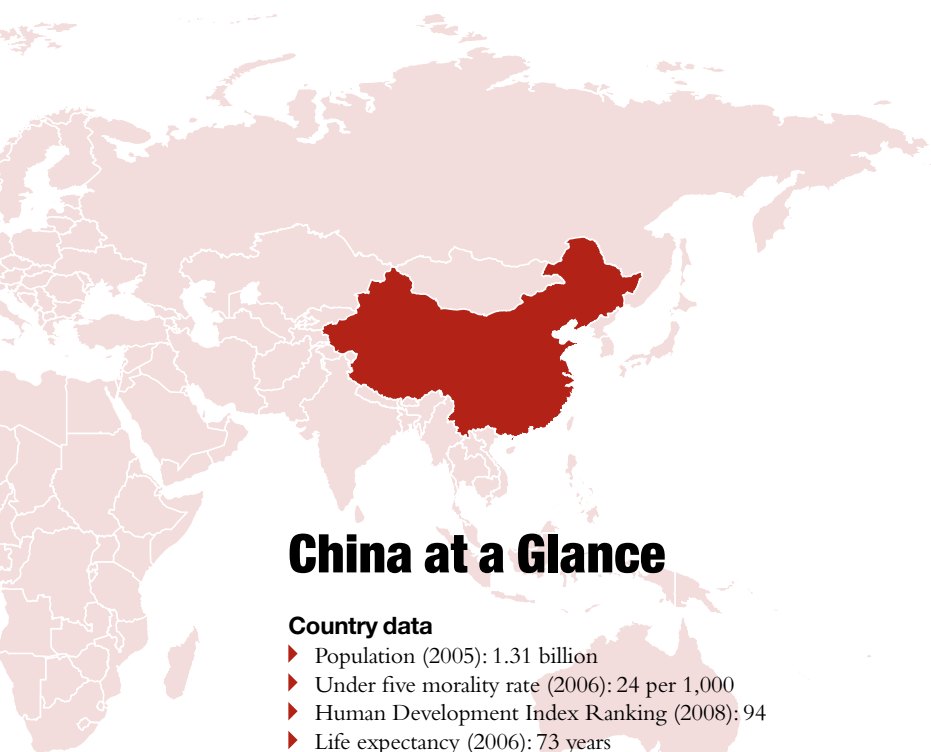 China at a Glance
Country data
Population (2005): 1.31 billion
Under five morality rate (2006): 24 per 1,000
Human Development Index Ranking (2008): 94
Life expectancy (2006): 73 years